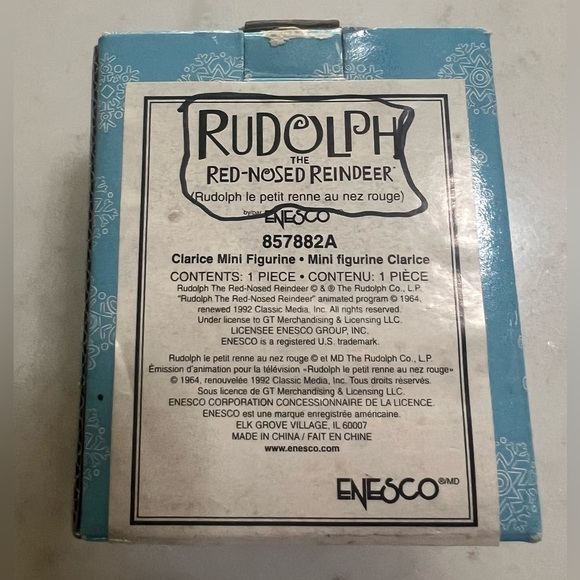 RUDOLPH
THE
RED-NOSED REINDEER
(Rudolph le petit renne au nez rouge)
by/par ENESCO
857882A
Clarice Mini Figurine • Mini figurine Clarice
CONTENTS: 1 PIECE • CONTENU: 1 PIÈCE
Rudolph The Red-Nosed Reindeer © & ® The Rudolph Co., L.P.
"Rudolph The Red-Nosed Reindeer" animated program © 1964,
renewed 1992 Classic Media, Inc. All rights reserved.
Under license to GT Merchandising & Licensing LLC.
LICENSEE ENESCO GROUP, INC.
ENESCO is a registered U.S. trademark.
Rudolph le petit renne au nez rouge © et MD The Rudolph Co., L.P.
Émission d'animation pour la télévision «Rudolph le petit renne au nez rouge»
© 1964, renouvelée 1992 Classic Media, Inc. Tous droits réservés.
Sous licence de GT Merchandising & Licensing LLC.
ENESCO CORPORATION CONCESSIONNAIRE DE LA LICENCE.
ENESCO est une marque enregistrée américaine.
ELK GROVE VILLAGE, IL 60007
MADE IN CHINA / FAIT EN CHINE
www.enesco.com
ENESCO ®/MD